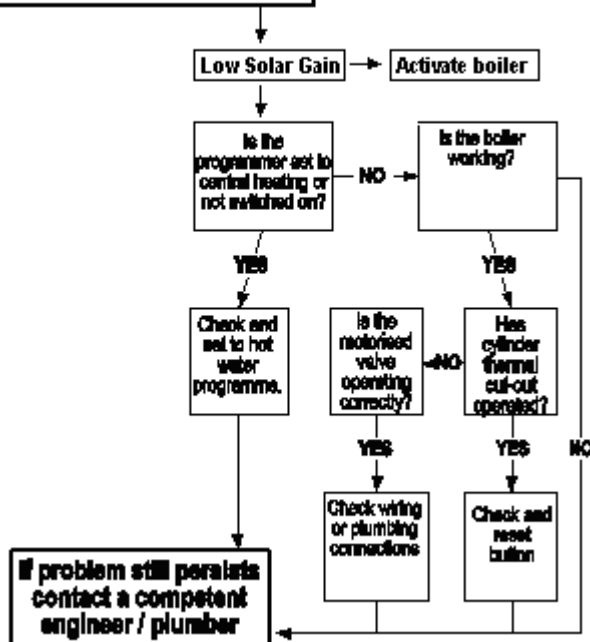 Low Solar Gain
Activate boiler
Is the
programmer set to
central heating or
not switched on?
NO
Is the boiler
working?
YES
YES
Check and
set to hot
water
programme.
Is the
motorised
valve
operating
correctly?
NO
Has
cylinder
thermal
cut-out
operated?
YES
YES
NO
Check wiring
or plumbing
connections
Check and
reset
button
If problem still persists
contact a competent
engineer / plumber